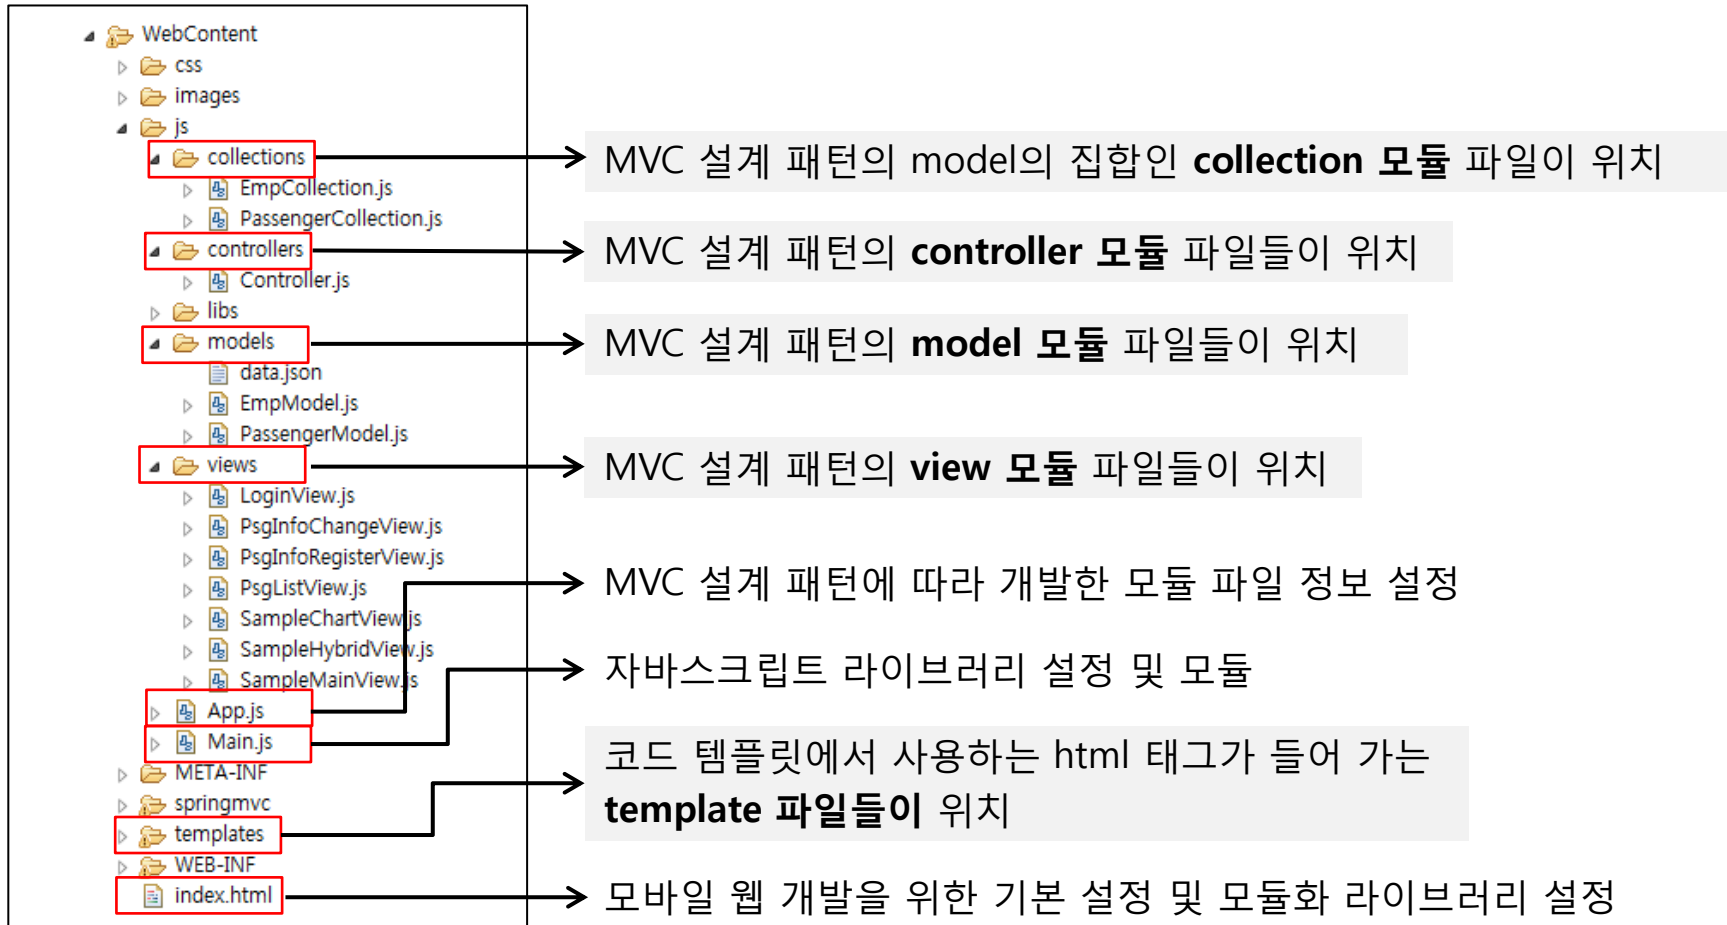 WebContent
css
images
js
collections
EmpCollection.js
PassengerCollection.js
controllers
Controller.js
libs
models
data.json
EmpModel.js
PassengerModel.js
views
LoginView.js
PsgInfoChangeView.js
PsgInfoRegisterView.js
PsgListView.js
SampleChartView.js
SampleHybridView.js
SampleMainView.js
App.js
Main.js
META-INF
springmvc
templates
WEB-INF
index.html
MVC 설계 패턴의 model의 집합인 collection 모듈 파일이 위치
MVC 설계 패턴의 controller 모듈 파일들이 위치
MVC 설계 패턴의 model 모듈 파일들이 위치
MVC 설계 패턴의 view 모듈 파일들이 위치
MVC 설계 패턴에 따라 개발한 모듈 파일 정보 설정
자바스크립트 라이브러리 설정 및 모듈
코드 템플릿에서 사용하는 html 태그가 들어 가는
template 파일들이 위치
모바일 웹 개발을 위한 기본 설정 및 모듈화 라이브러리 설정